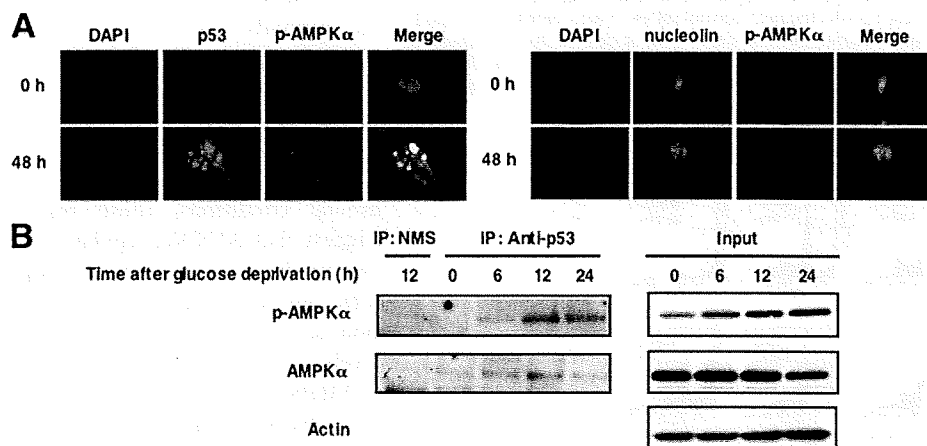 A
DAPI p53 p-AMPKα Merge
DAPI nucleolin p-AMPKα Merge
0 h
0 h
48 h
48 h
B
IP: NMS IP: Anti-p53 Input
Time after glucose deprivation (h) 12 0 6 12 24 0 6 12 24
p-AMPKα
AMPKα
Actin